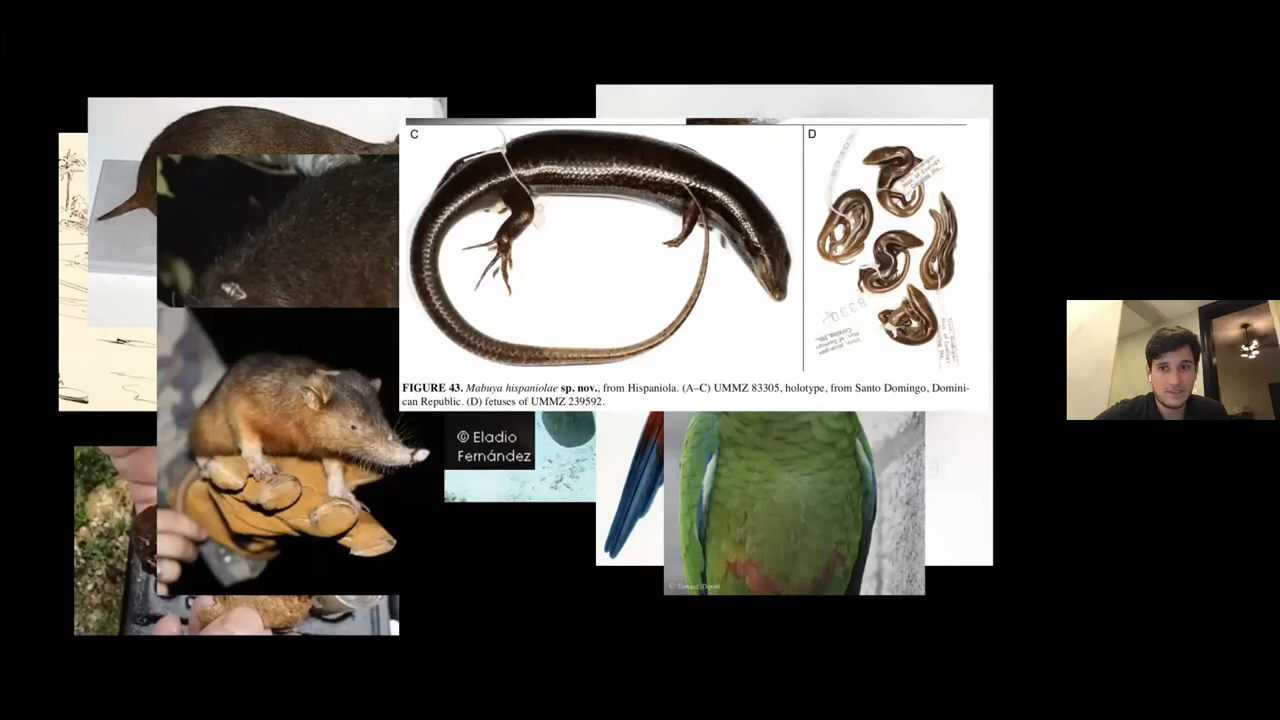 C
D
FIGURE 43. Mabuya hispaniolae sp. nov., from Hispaniola. (A–C) UMMZ 83305, holotype, from Santo Domingo, Domini-
can Republic. (D) fetuses of UMMZ 239592.
© Eladio
Fernández